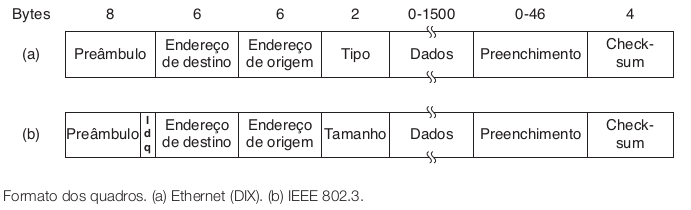 Bytes 8 6 6 2 0-1500 0-46 4
(a) Preâmbulo Endereço de destino Endereço de origem Tipo Dados Preenchimento Check-sum
(b) Preâmbulo I d q Endereço de destino Endereço de origem Tamanho Dados Preenchimento Check-sum
Formato dos quadros. (a) Ethernet (DIX). (b) IEEE 802.3.